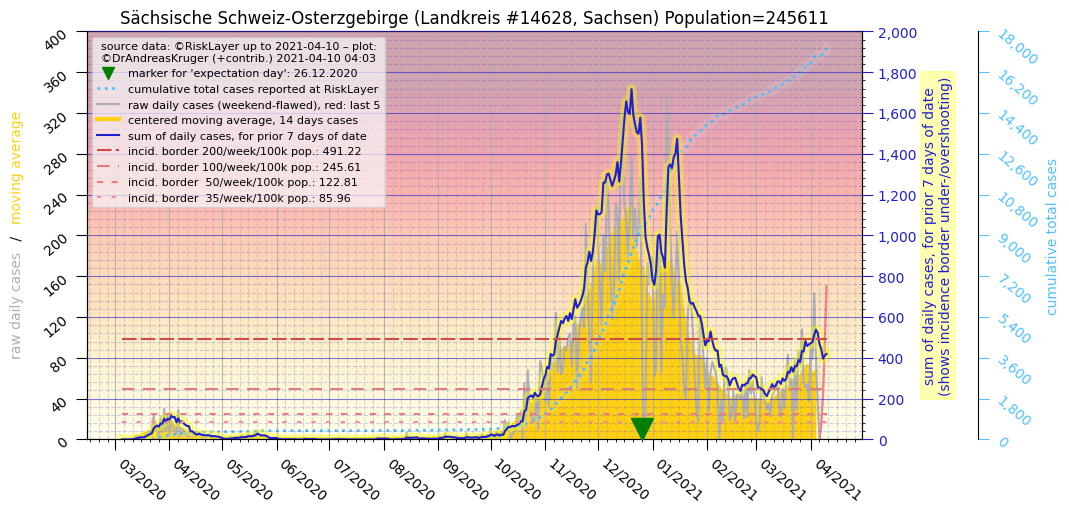 Sächsische Schweiz-Osterzgebirge (Landkreis #14628, Sachsen) Population=245611
source data: ©RiskLayer up to 2021-04-10 – plot:
©DrAndreasKruger (+contrib.) 2021-04-10 04:03
marker for 'expectation day': 26.12.2020
cumulative total cases reported at RiskLayer
raw daily cases (weekend-flawed), red: last 5
centered moving average, 14 days cases
sum of daily cases, for prior 7 days of date
incid. border 200/week/100k pop.: 491.22
incid. border 100/week/100k pop.: 245.61
incid. border  50/week/100k pop.: 122.81
incid. border  35/week/100k pop.: 85.96
raw daily cases / moving average
400
360
320
280
240
200
160
120
80
40
0
03/2020
04/2020
05/2020
06/2020
07/2020
08/2020
09/2020
10/2020
11/2020
12/2020
01/2021
02/2021
03/2021
04/2021
2,000
1,800
1,600
1,400
1,200
1,000
800
600
400
200
0
sum of daily cases, for prior 7 days of date
(shows incidence border under-/overshooting)
18,000
16,200
14,400
12,600
10,800
9,000
7,200
5,400
3,600
1,800
0
cumulative total cases